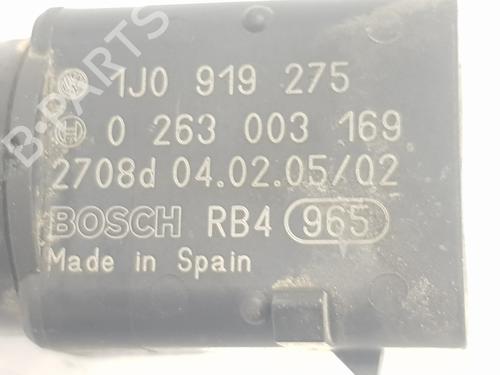 1J0 919 275
0 263 003 169
2708d 04.02.05/02
BOSCH RB4 965
Made in Spain
B-PARTS